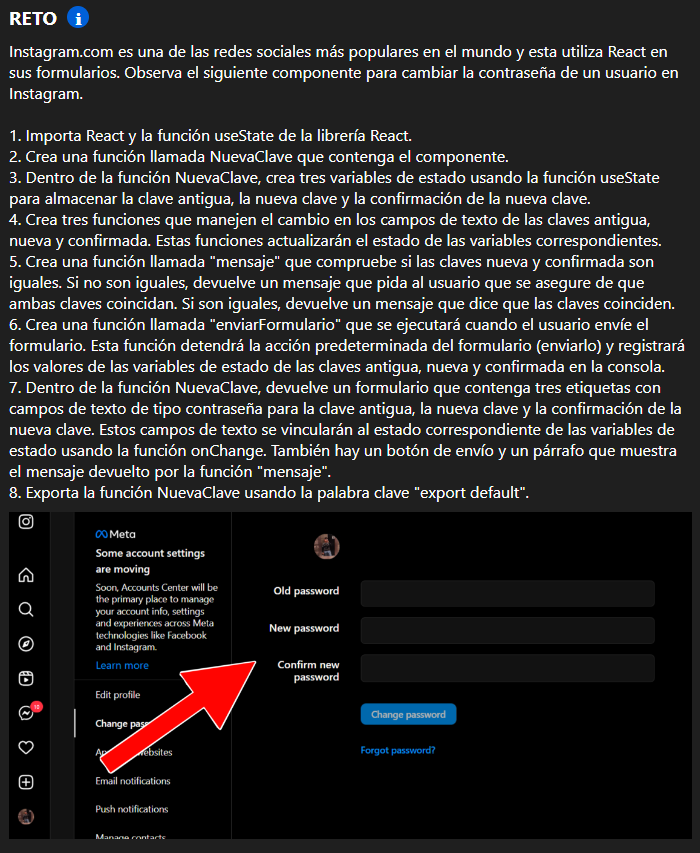 RETO i
Instagram.com es una de las redes sociales más populares en el mundo y esta utiliza React en
sus formularios. Observa el siguiente componente para cambiar la contraseña de un usuario en
Instagram.
1. Importa React y la función useState de la librería React.
2. Crea una función llamada NuevaClave que contenga el componente.
3. Dentro de la función NuevaClave, crea tres variables de estado usando la función useState
para almacenar la clave antigua, la nueva clave y la confirmación de la nueva clave.
4. Crea tres funciones que manejen el cambio en los campos de texto de las claves antigua,
nueva y confirmada. Estas funciones actualizarán el estado de las variables correspondientes.
5. Crea una función llamada "mensaje" que compruebe si las claves nueva y confirmada son
iguales. Si no son iguales, devuelve un mensaje que pida al usuario que se asegure de que
ambas claves coincidan. Si son iguales, devuelve un mensaje que dice que las claves coinciden.
6. Crea una función llamada "enviarFormulario" que se ejecutará cuando el usuario envíe el
formulario. Esta función detendrá la acción predeterminada del formulario (enviarlo) y registrará
los valores de las variables de estado de las claves antigua, nueva y confirmada en la consola.
7. Dentro de la función NuevaClave, devuelve un formulario que contenga tres etiquetas con
campos de texto de tipo contraseña para la clave antigua, la nueva clave y la confirmación de la
nueva clave. Estos campos de texto se vincularán al estado correspondiente de las variables de
estado usando la función onChange. También hay un botón de envío y un párrafo que muestra
el mensaje devuelto por la función "mensaje".
8. Exporta la función NuevaClave usando la palabra clave "export default".
Meta
Some account settings
are moving
Soon, Accounts Center will be
the primary place to manage
your account info, settings
and experiences across Meta
technologies like Facebook
and Instagram.
Learn more
Edit profile
Change pas
Ap ebsites
Email notifications
Push notifications
Manage contacts
Old password
New password
Confirm new
password
Change password
Forgot password?